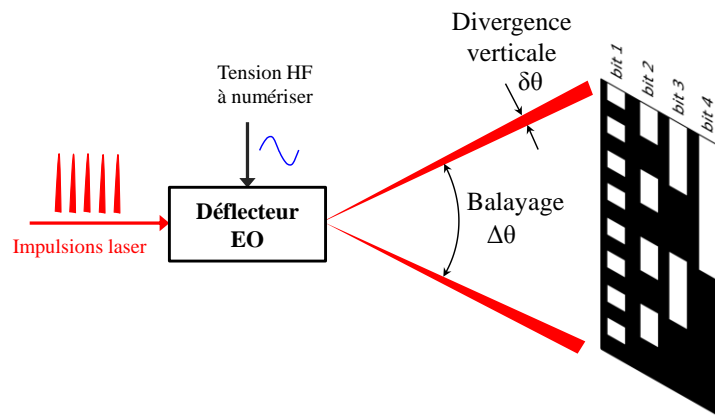 Divergence
verticale
δθ
Tension HF
à numériser
bit 1
bit 2
bit 3
bit 4
Déflecteur
EO
Impulsions laser
Balayage
Δθ